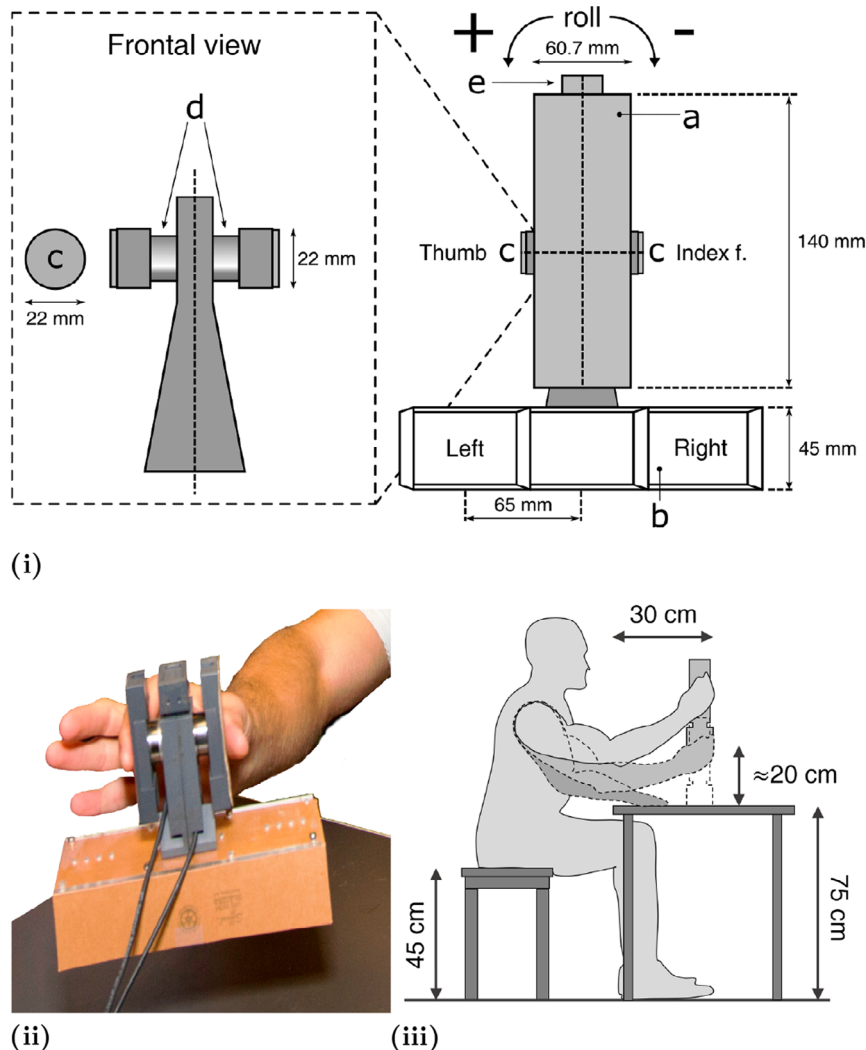 Frontal view
d
c
22 mm
22 mm
+
roll
-
60.7 mm
e
a
Thumb
c
c
Index f.
140 mm
Left
Right
45 mm
65 mm
b
(i)
30 cm
≈20 cm
45 cm
75 cm
(ii)
(iii)